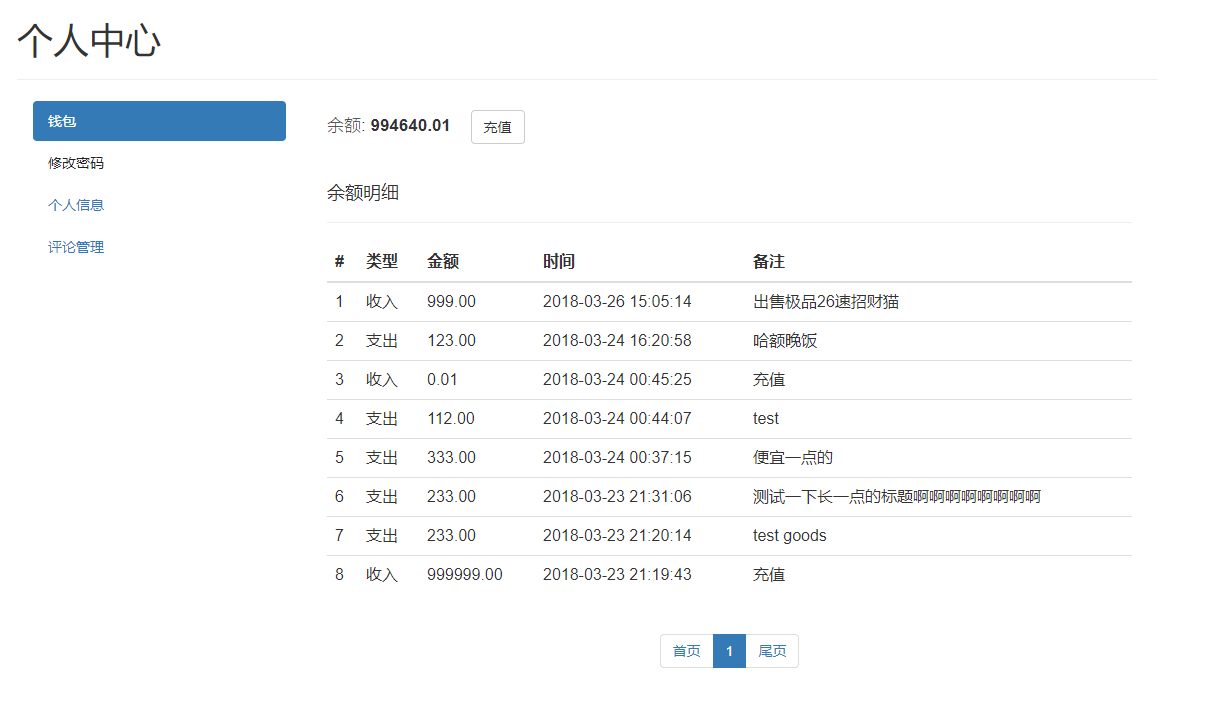 个人中心
钱包
修改密码
个人信息
评论管理
余额: 994640.01 充值
余额明细
# 类型 金额 时间 备注
1 收入 999.00 2018-03-26 15:05:14 出售极品26速招财猫
2 支出 123.00 2018-03-24 16:20:58 哈额晚饭
3 收入 0.01 2018-03-24 00:45:25 充值
4 支出 112.00 2018-03-24 00:44:07 test
5 支出 333.00 2018-03-24 00:37:15 便宜一点的
6 支出 233.00 2018-03-23 21:31:06 测试一下长一点的标题啊啊啊啊啊啊啊啊
7 支出 233.00 2018-03-23 21:20:14 test goods
8 收入 999999.00 2018-03-23 21:19:43 充值
首页 1 尾页